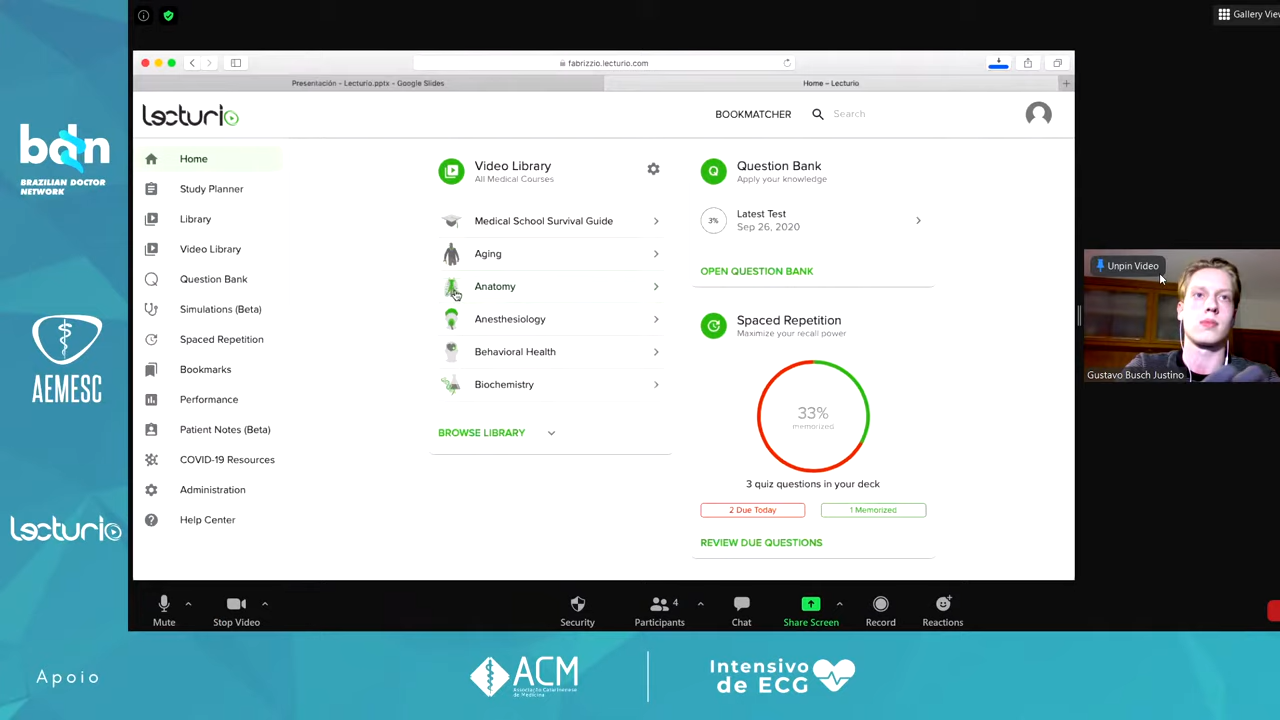 Gallery View
fabrizzio.lecturio.com
Presentación - Lecturio.pptx - Google Slides
Home – Lecturio
lecturio
BOOKMATCHER
Search
Home
Study Planner
Library
Video Library
Question Bank
Simulations (Beta)
Spaced Repetition
Bookmarks
Performance
Patient Notes (Beta)
COVID-19 Resources
Administration
Help Center
Video Library
All Medical Courses
Medical School Survival Guide
Aging
Anatomy
Anesthesiology
Behavioral Health
Biochemistry
BROWSE LIBRARY
Question Bank
Apply your knowledge
3%
Latest Test
Sep 26, 2020
OPEN QUESTION BANK
Spaced Repetition
Maximize your recall power
33%
memorized
3 quiz questions in your deck
2 Due Today
1 Memorized
REVIEW DUE QUESTIONS
Unpin Video
Gustavo Busch Justino
bdn
BRAZILIAN DOCTOR
NETWORK
AEMESC
lecturio
Mute
Stop Video
Security
4
Participants
Chat
Share Screen
Record
Reactions
Apoio
ACM
Associação Catarinense
de Medicina
Intensivo
de ECG